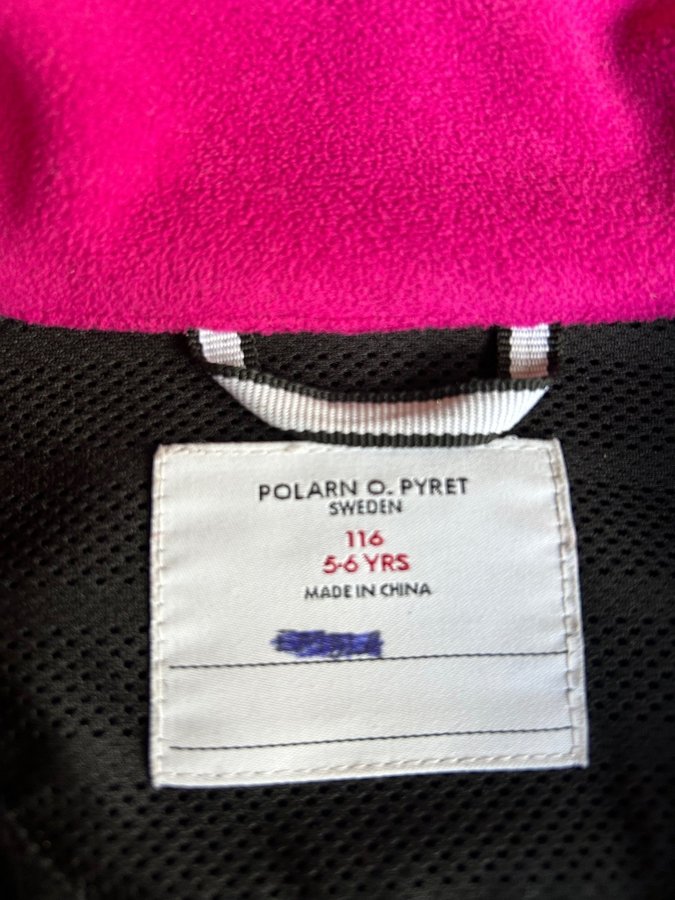 POLARN O. PYRET
SWEDEN
116
5-6 YRS
MADE IN CHINA